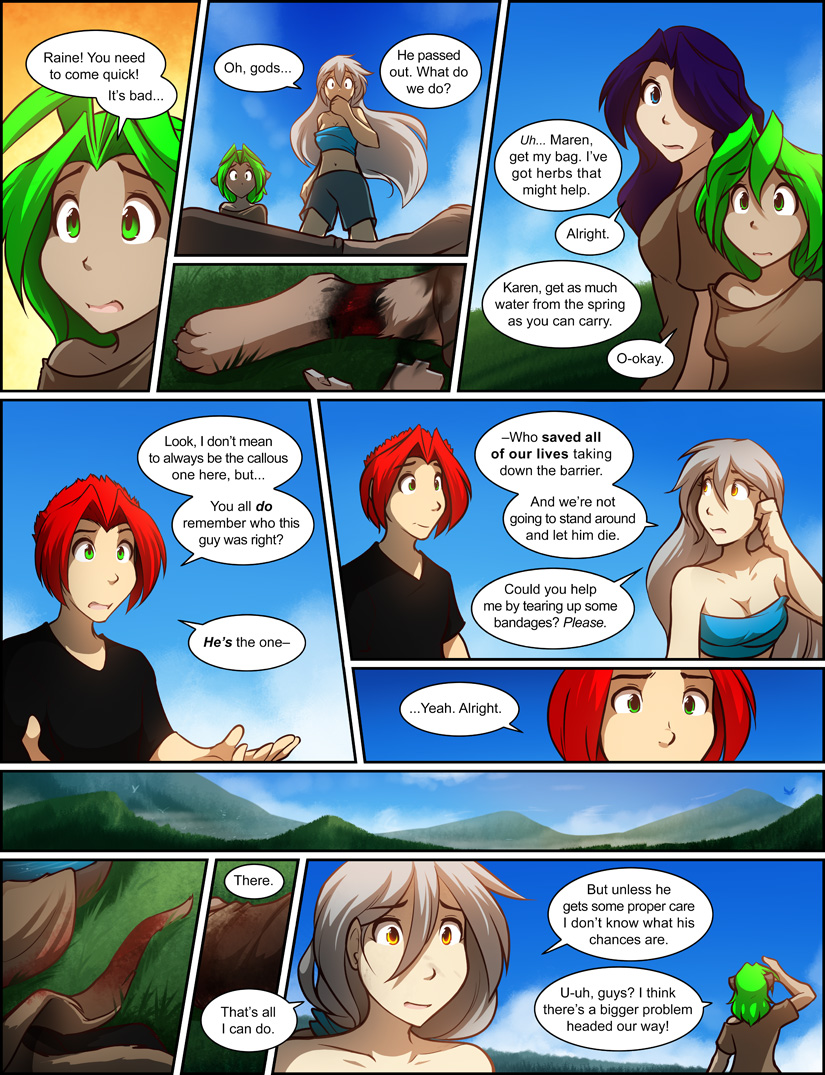 Raine! You need
to come quick!
It's bad...
Oh, gods...
He passed
out. What do
we do?
Uh... Maren,
get my bag. I've
got herbs that
might help.
Alright.
Karen, get as much
water from the spring
as you can carry.
O-okay.
Look, I don't mean
to always be the callous
one here, but...
You all do
remember who this
guy was right?
He's the one–
–Who saved all
of our lives taking
down the barrier.
And we're not
going to stand around
and let him die.
Could you help
me by tearing up some
bandages? Please.
...Yeah. Alright.
There.
That's all
I can do.
But unless he
gets some proper care
I don't know what his
chances are.
U-uh, guys? I think
there's a bigger problem
headed our way!